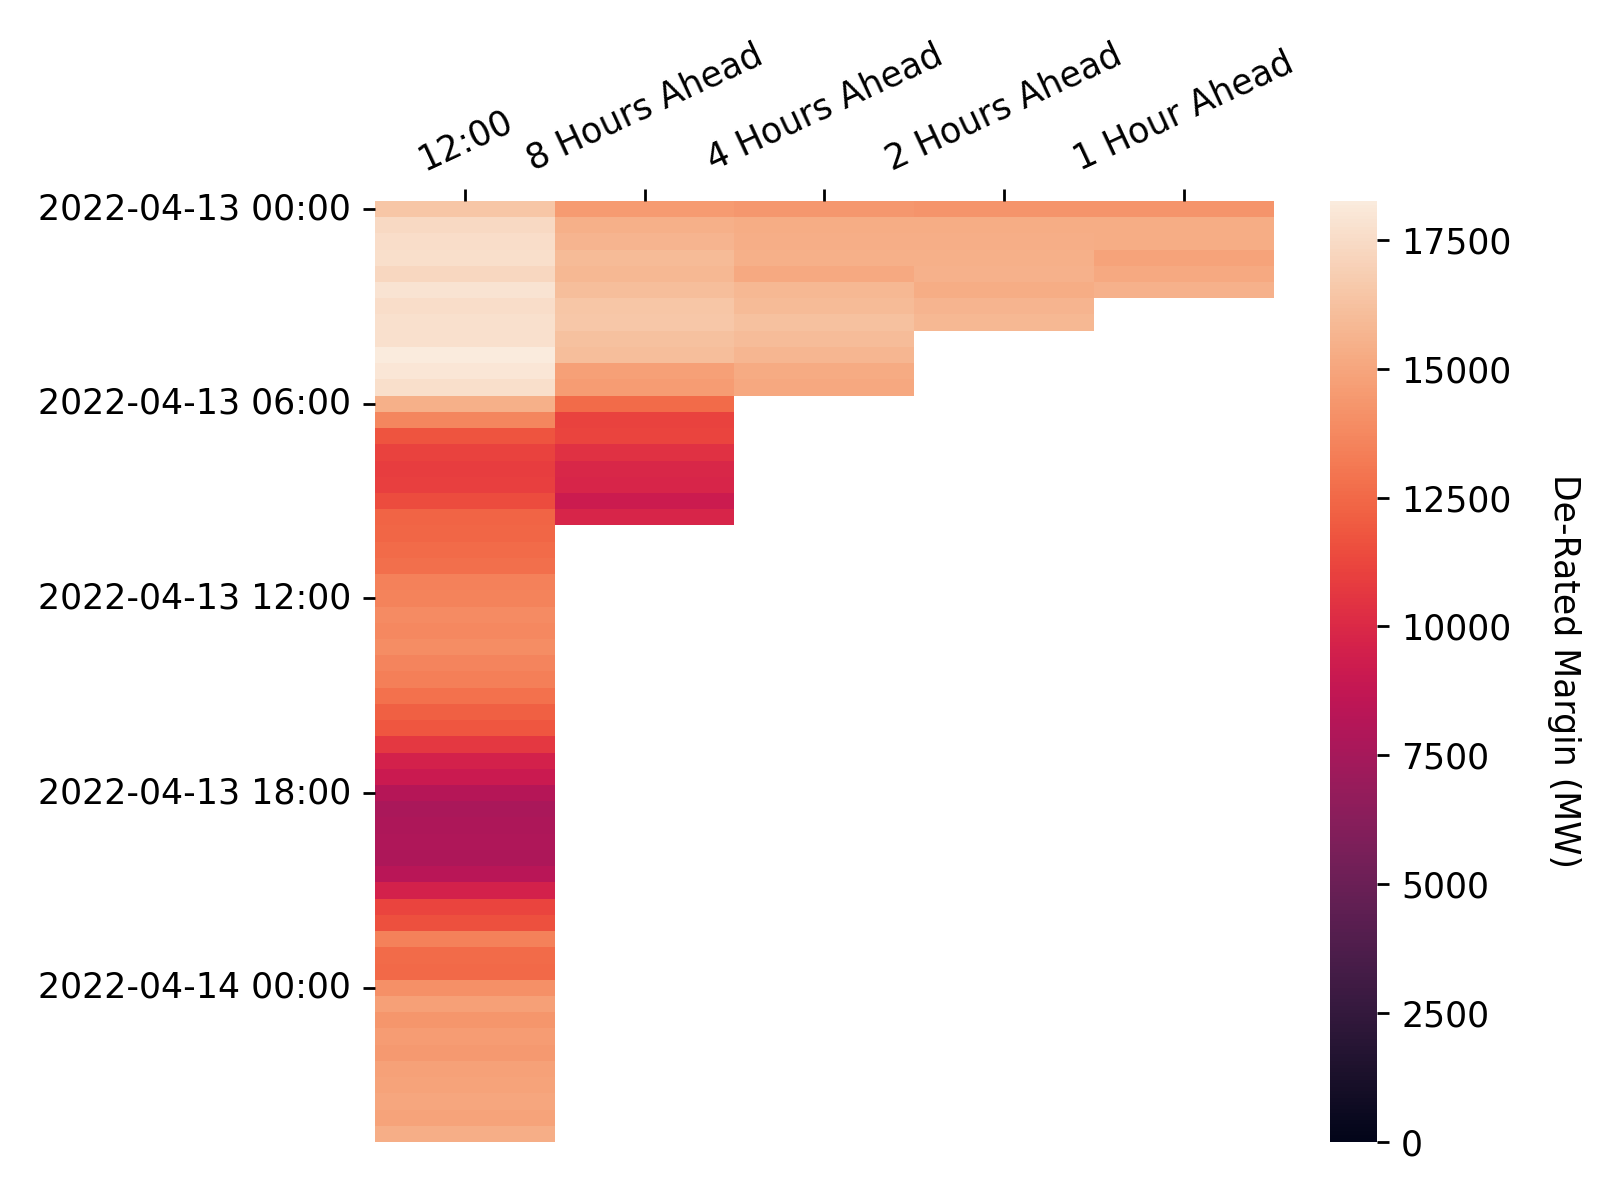 12:00
8 Hours Ahead
4 Hours Ahead
2 Hours Ahead
1 Hour Ahead
2022-04-13 00:00
2022-04-13 06:00
2022-04-13 12:00
2022-04-13 18:00
2022-04-14 00:00
17500
15000
12500
10000
7500
5000
2500
0
De-Rated Margin (MW)